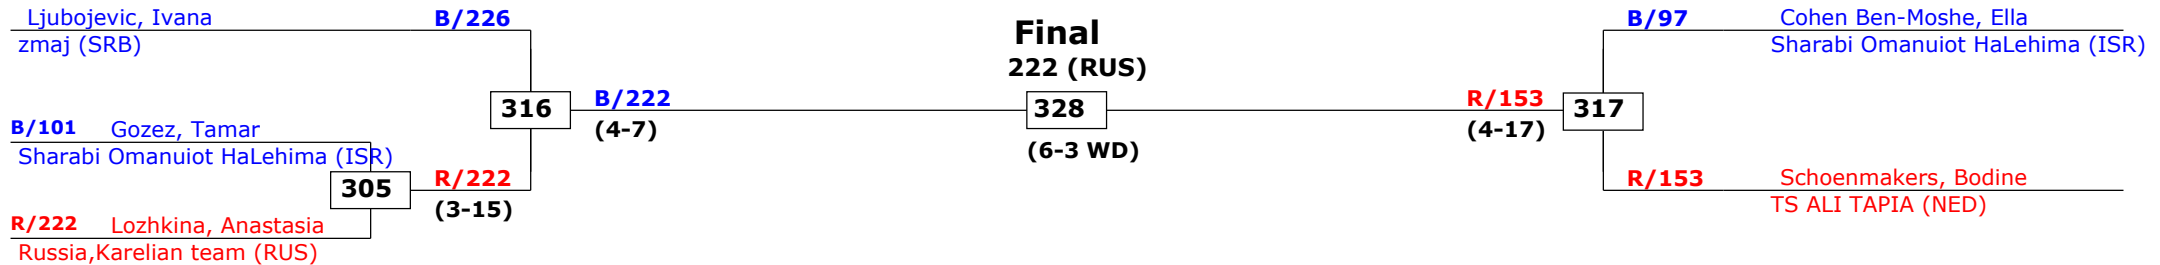 Ljubojevic, Ivana
B/226
zmaj (SRB)
Final
222 (RUS)
B/97
Cohen Ben-Moshe, Ella
Sharabi Omanuiot HaLehima (ISR)
316
B/222
(4-7)
328
(6-3 WD)
R/153
(4-17)
317
B/101
Gozez, Tamar
Sharabi Omanuiot HaLehima (ISR)
305
R/222
(3-15)
R/153
Schoenmakers, Bodine
TS ALI TAPIA (NED)
R/222
Lozhkina, Anastasia
Russia,Karelian team (RUS)